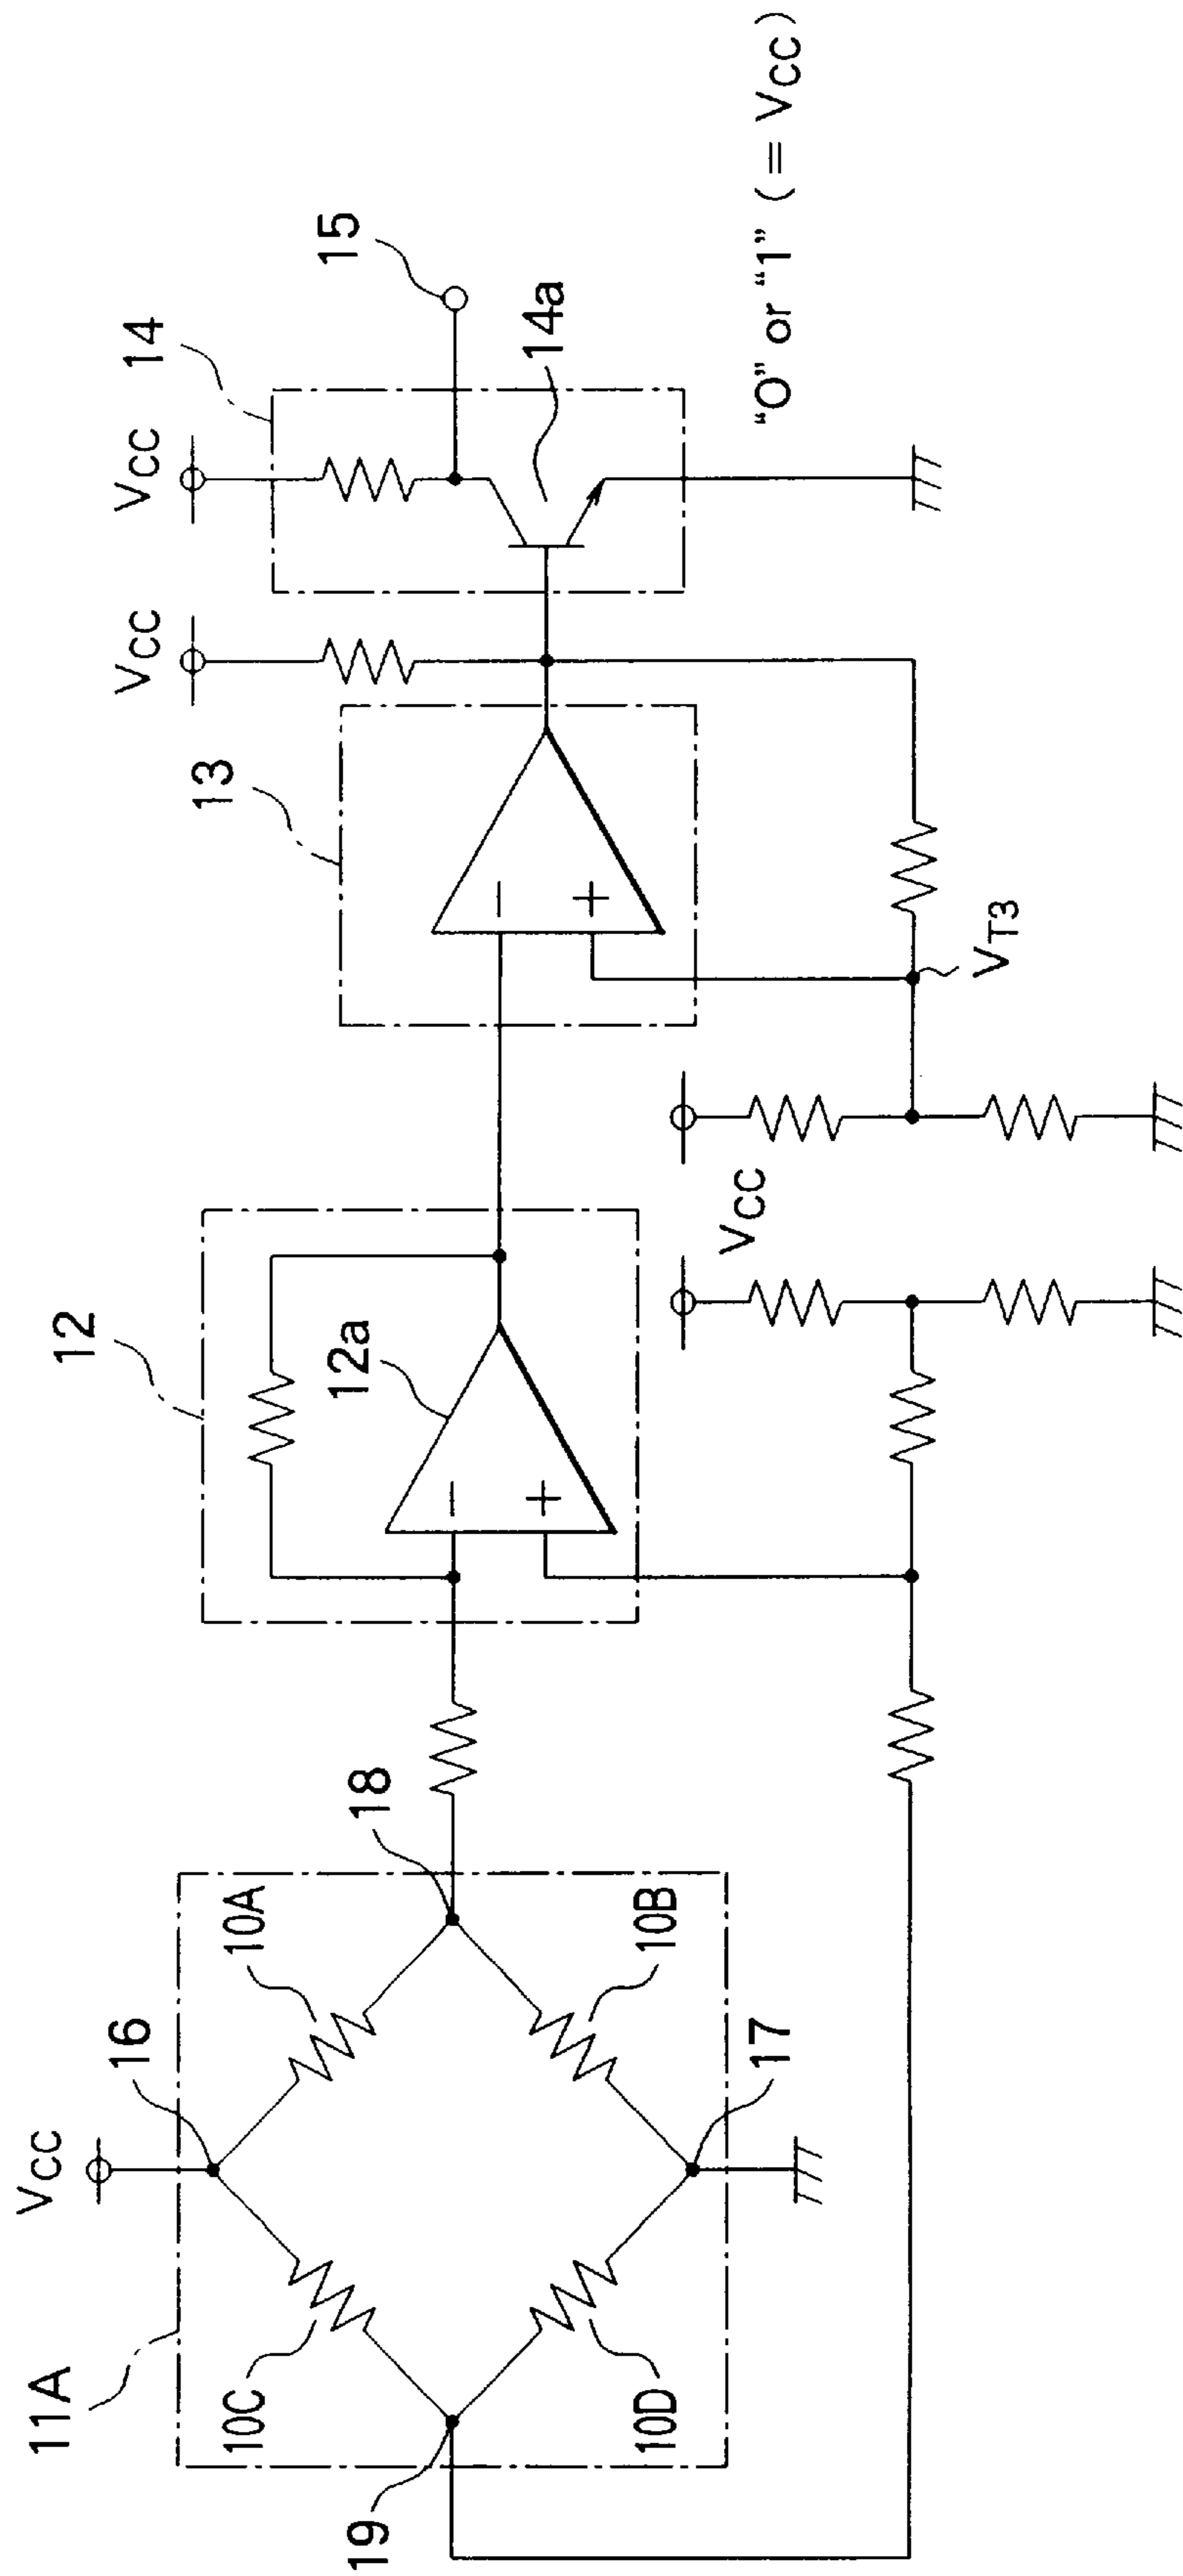 11A
VCC
16
10A
10C
18
10B
10D
19
17
12
12a
−
+
VCC
13
−
+
VT3
VCC
VCC
14
15
14a
“0” or “1” (= VCC)